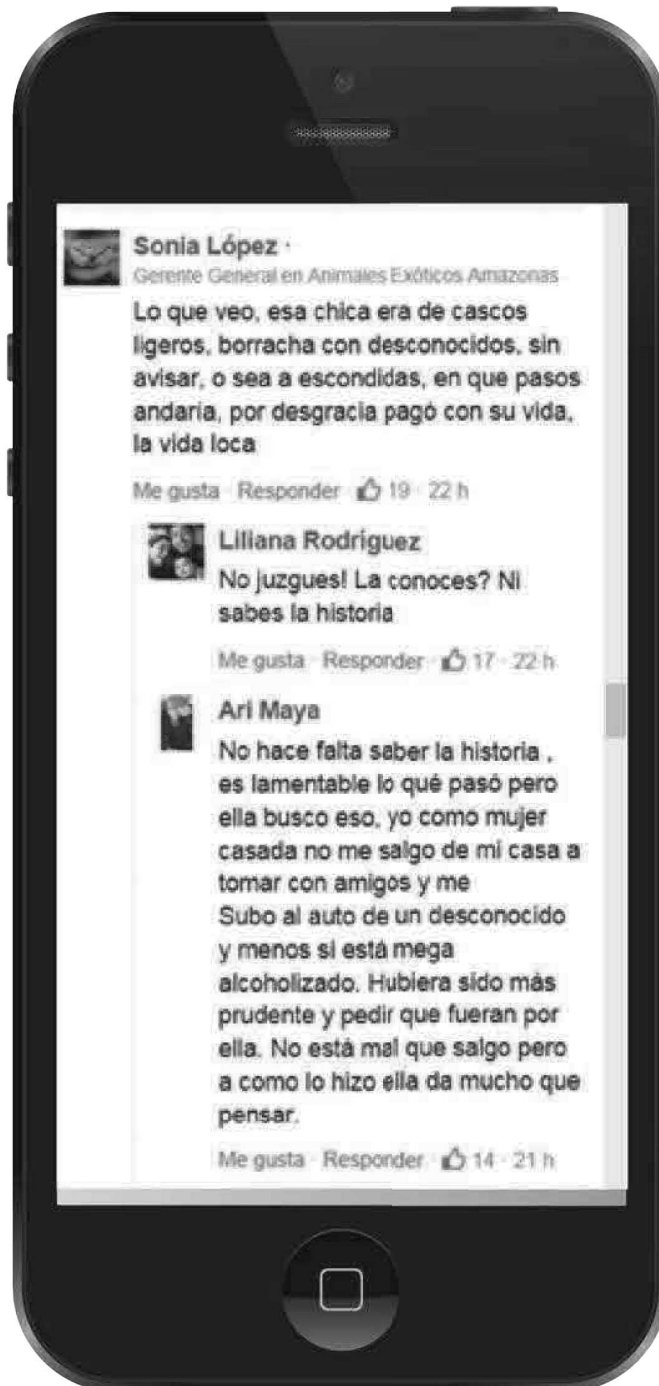 Sonia López ·
Gerente General en Animales Exóticos Amazonas
Lo que veo, esa chica era de cascos
ligeros, borracha con desconocidos, sin
avisar, o sea a escondidas, en que pasos
andaría, por desgracia pagó con su vida,
la vida loca
Me gusta · Responder · 19 · 22 h
Liliana Rodriguez
No juzgues! La conoces? Ni
sabes la historia
Me gusta · Responder · 17 · 22 h
Ari Maya
No hace falta saber la historia ,
es lamentable lo qué pasó pero
ella busco eso, yo como mujer
casada no me salgo de mi casa a
tomar con amigos y me
Subo al auto de un desconocido
y menos si está mega
alcoholizado. Hubiera sido más
prudente y pedir que fueran por
ella. No está mal que salgo pero
a como lo hizo ella da mucho que
pensar.
Me gusta · Responder · 14 · 21 h